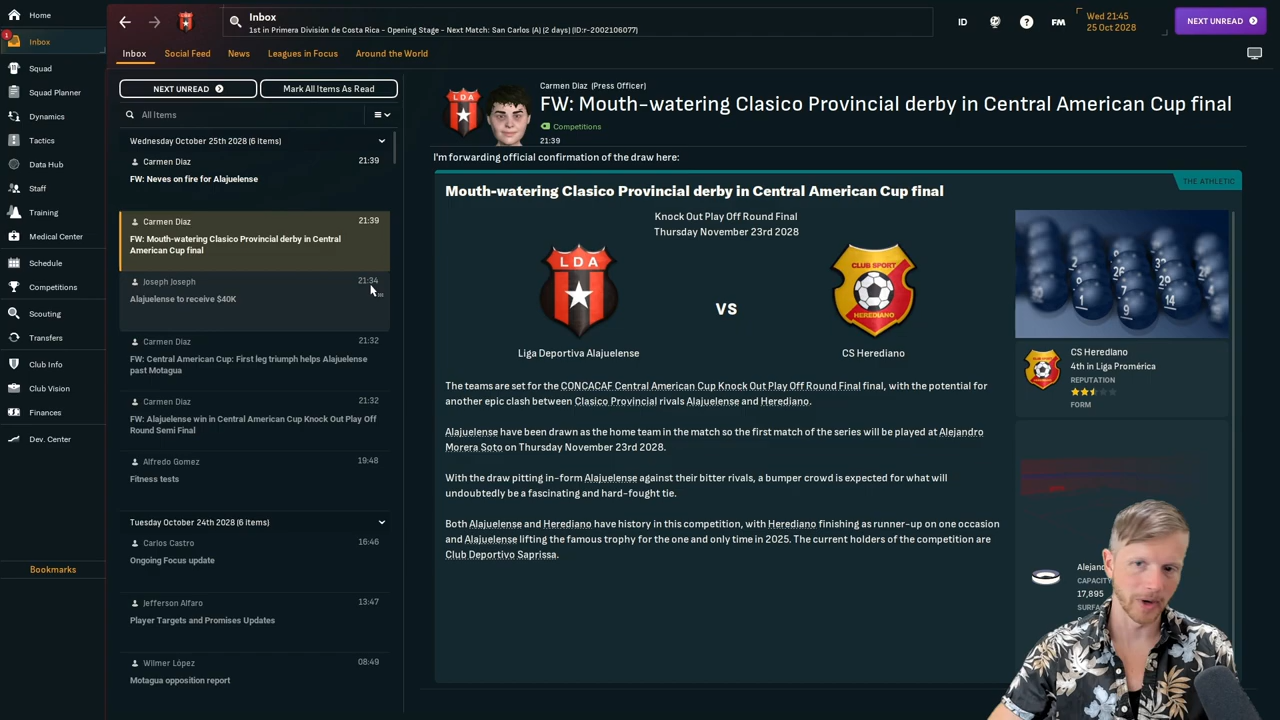 Home
1
Inbox
Squad
Squad Planner
Dynamics
Tactics
Data Hub
Staff
Training
Medical Center
Schedule
Competitions
Scouting
Transfers
Club Info
Club Vision
Finances
Dev. Center
Bookmarks
Inbox
1st in Primera División de Costa Rica - Opening Stage - Next Match: San Carlos (A) (2 days) (ID:r-2002106077)
ID
FM
Wed 21:45
25 Oct 2028
NEXT UNREAD
Inbox
Social Feed
News
Leagues in Focus
Around the World
NEXT UNREAD
Mark All Items As Read
All Items
Wednesday October 25th 2028 (6 items)
Carmen Diaz 21:39
FW: Neves on fire for Alajuelense
Carmen Diaz 21:39
FW: Mouth-watering Clasico Provincial derby in Central
American Cup final
Joseph Joseph 21:34
Alajuelense to receive $40K
Carmen Diaz 21:32
FW: Central American Cup: First leg triumph helps Alajuelense
past Motagua
Carmen Diaz 21:32
FW: Alajuelense win in Central American Cup Knock Out Play Off
Round Semi Final
Alfredo Gomez 19:48
Fitness tests
Tuesday October 24th 2028 (6 items)
Carlos Castro 16:46
Ongoing Focus update
Jefferson Alfaro 13:47
Player Targets and Promises Updates
Wilmer López 08:49
Motagua opposition report
LDA
Carmen Diaz (Press Officer)
FW: Mouth-watering Clasico Provincial derby in Central American Cup final
Competitions
21:39
I'm forwarding official confirmation of the draw here:
Mouth-watering Clasico Provincial derby in Central American Cup final
THE ATHLETIC
Knock Out Play Off Round Final
Thursday November 23rd 2028
LDA
VS
CLUB SPORT
HEREDIANO
Liga Deportiva Alajuelense
CS Herediano
The teams are set for the CONCACAF Central American Cup Knock Out Play Off Round Final final, with the potential for
another epic clash between Clasico Provincial rivals Alajuelense and Herediano.
Alajuelense have been drawn as the home team in the match so the first match of the series will be played at Alejandro
Morera Soto on Thursday November 23rd 2028.
With the draw pitting in-form Alajuelense against their bitter rivals, a bumper crowd is expected for what will
undoubtedly be a fascinating and hard-fought tie.
Both Alajuelense and Herediano have history in this competition, with Herediano finishing as runner-up on one occasion
and Alajuelense lifting the famous trophy for the one and only time in 2025. The current holders of the competition are
Club Deportivo Saprissa.
CS Herediano
4th in Liga Promérica
REPUTATION
FORM
CAPACITY
17,895